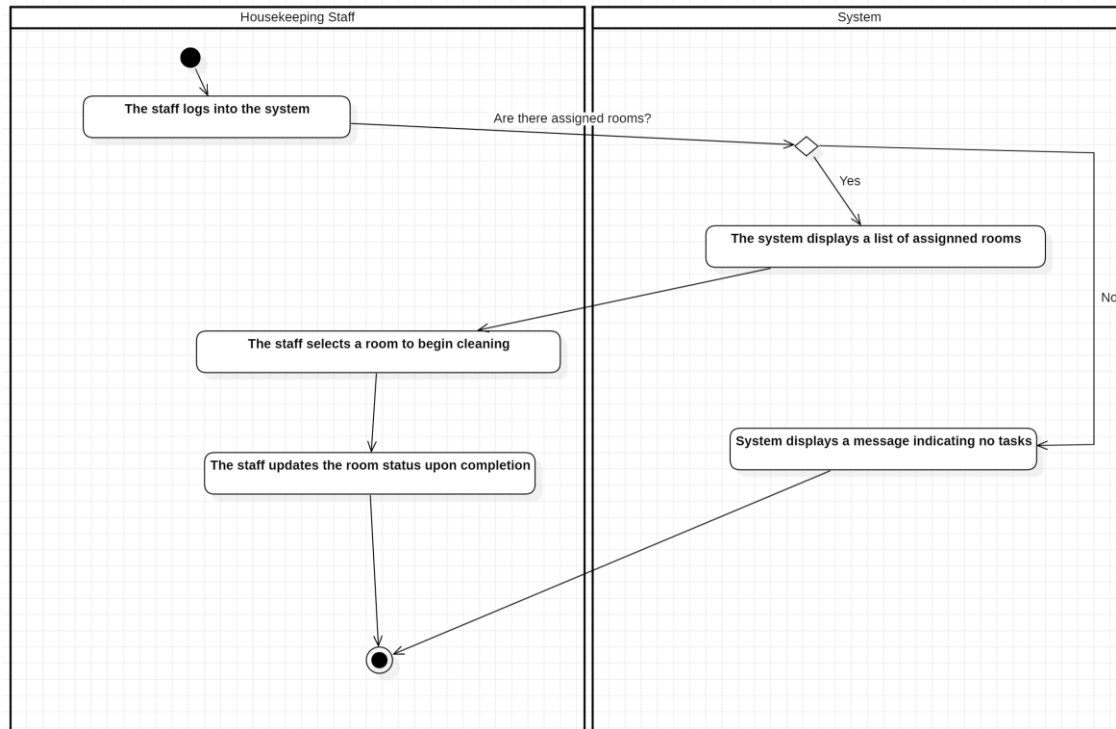 Housekeeping Staff
System
The staff logs into the system
Are there assigned rooms?
Yes
The system displays a list of assignned rooms
No
The staff selects a room to begin cleaning
System displays a message indicating no tasks
The staff updates the room status upon completion